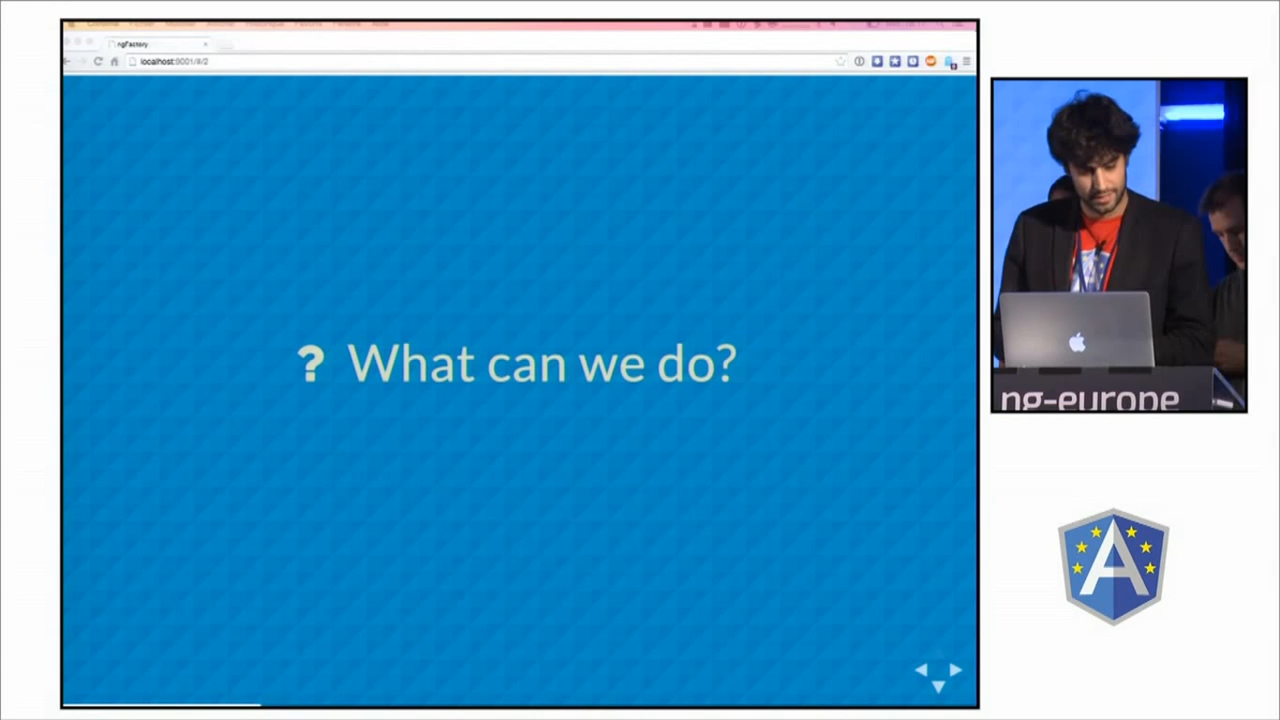 ngFactory
localhost:9001/#/2
? What can we do?
ng-europe
A